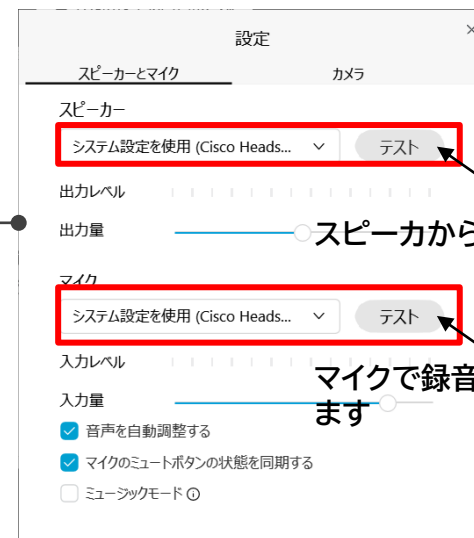 設定
スピーカーとマイク
カメラ
スピーカー
システム設定を使用 (Cisco Heads...
テスト
出力レベル
出力量
スピーカから
マイク
システム設定を使用 (Cisco Heads...
テスト
入力レベル
マイクで録音
ます
入力量
音声を自動調整する
マイクのミュートボタンの状態を同期する
ミュージックモード